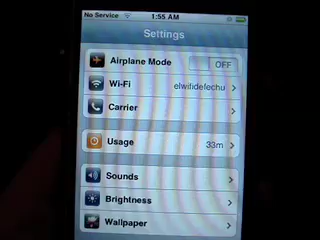 No Service 1:55 AM
Settings
Airplane Mode OFF
Wi-Fi elwifidefechu
Carrier
Usage 33m
Sounds
Brightness
Wallpaper